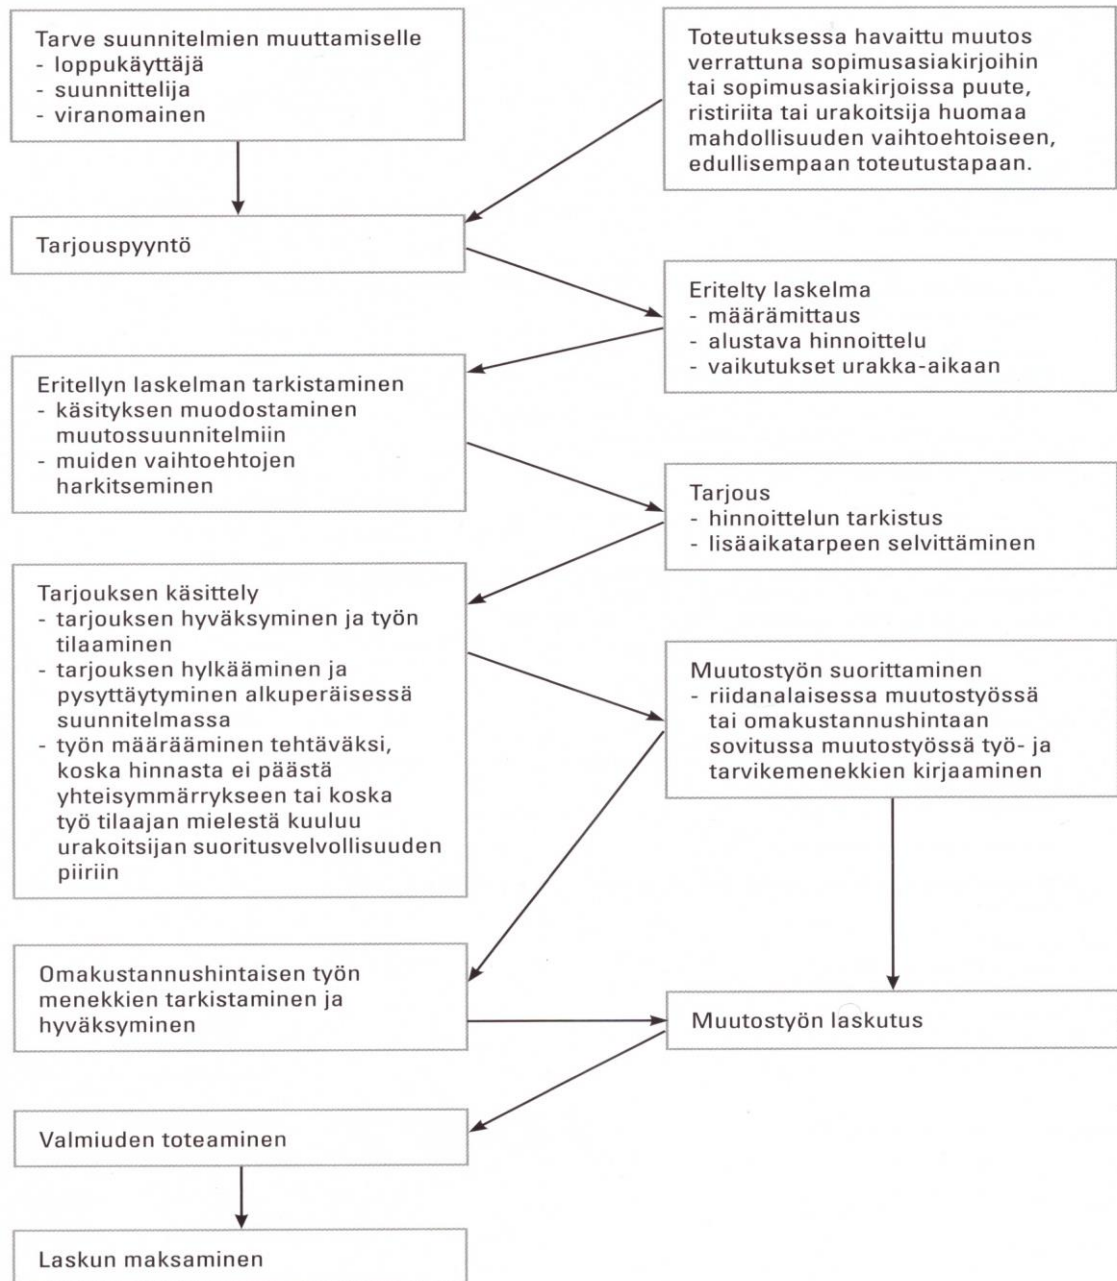 Tarve suunnitelmien muuttamiselle
- loppukäyttäjä
- suunnittelija
- viranomainen
Toteutuksessa havaittu muutos
verrattuna sopimusasiakirjoihin
tai sopimusasiakirjoissa puute,
ristiriita tai urakoitsija huomaa
mahdollisuuden vaihtoehtoiseen,
edullisempaan toteutustapaan.
Tarjouspyyntö
Eritelty laskelma
- määrämittaus
- alustava hinnoittelu
- vaikutukset urakka-aikaan
Eritellyn laskelman tarkistaminen
- käsityksen muodostaminen
muutossuunnitelmiin
- muiden vaihtoehtojen
harkitseminen
Tarjous
- hinnoittelun tarkistus
- lisäaikatarpeen selvittäminen
Tarjouksen käsittely
- tarjouksen hyväksyminen ja työn
tilaaminen
- tarjouksen hylkääminen ja
pysyttäytyminen alkuperäisessä
suunnitelmassa
- työn määrääminen tehtäväksi,
koska hinnasta ei päästä
yhteisymmärrykseen tai koska
työ tilaajan mielestä kuuluu
urakoitsijan suoritusvelvollisuuden
piiriin
Muutostyön suorittaminen
- riidanalaisessa muutostyössä
tai omakustannushintaan
sovitussa muutostyössä työ- ja
tarvikemenekkien kirjaaminen
Omakustannushintaisen työn
menekkien tarkistaminen ja
hyväksyminen
Muutostyön laskutus
Valmiuden toteaminen
Laskun maksaminen